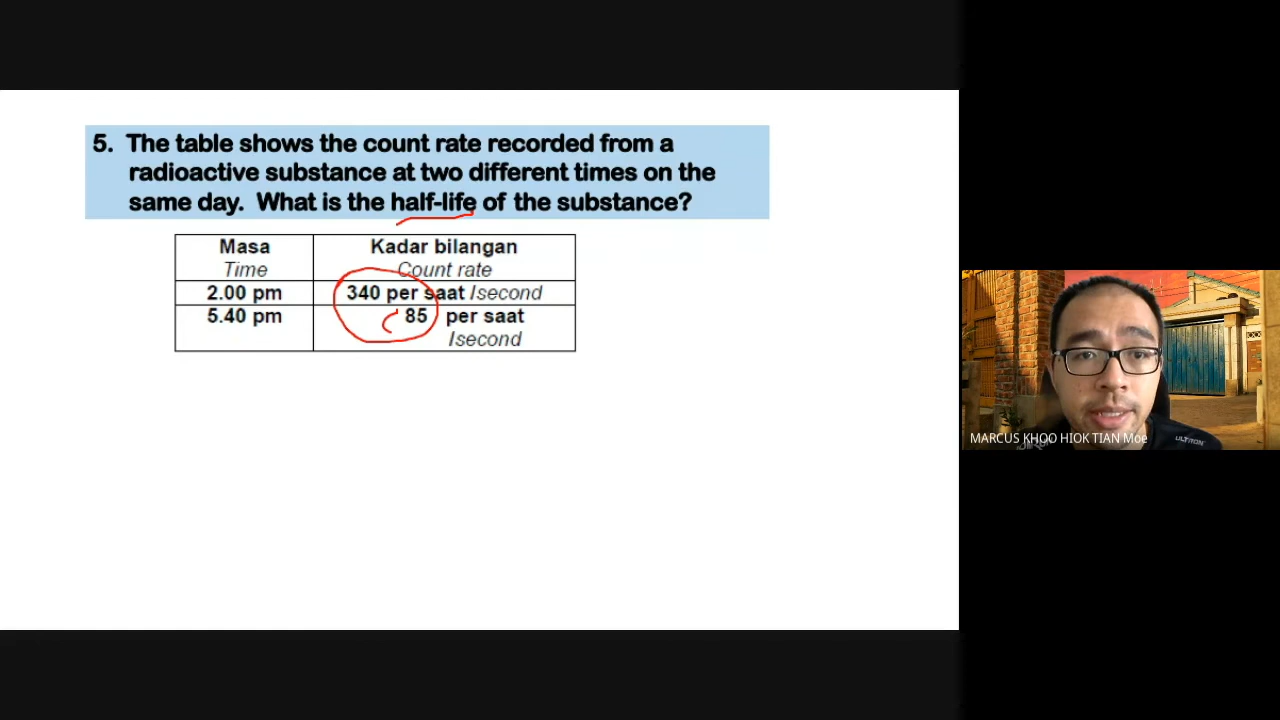 5. The table shows the count rate recorded from a
radioactive substance at two different times on the
same day. What is the half-life of the substance?
Masa Kadar bilangan
Time Count rate
2.00 pm 340 per saat /second
5.40 pm 85 per saat
/second
MARCUS KHOO HIOK TIAN Moe
ULTRON